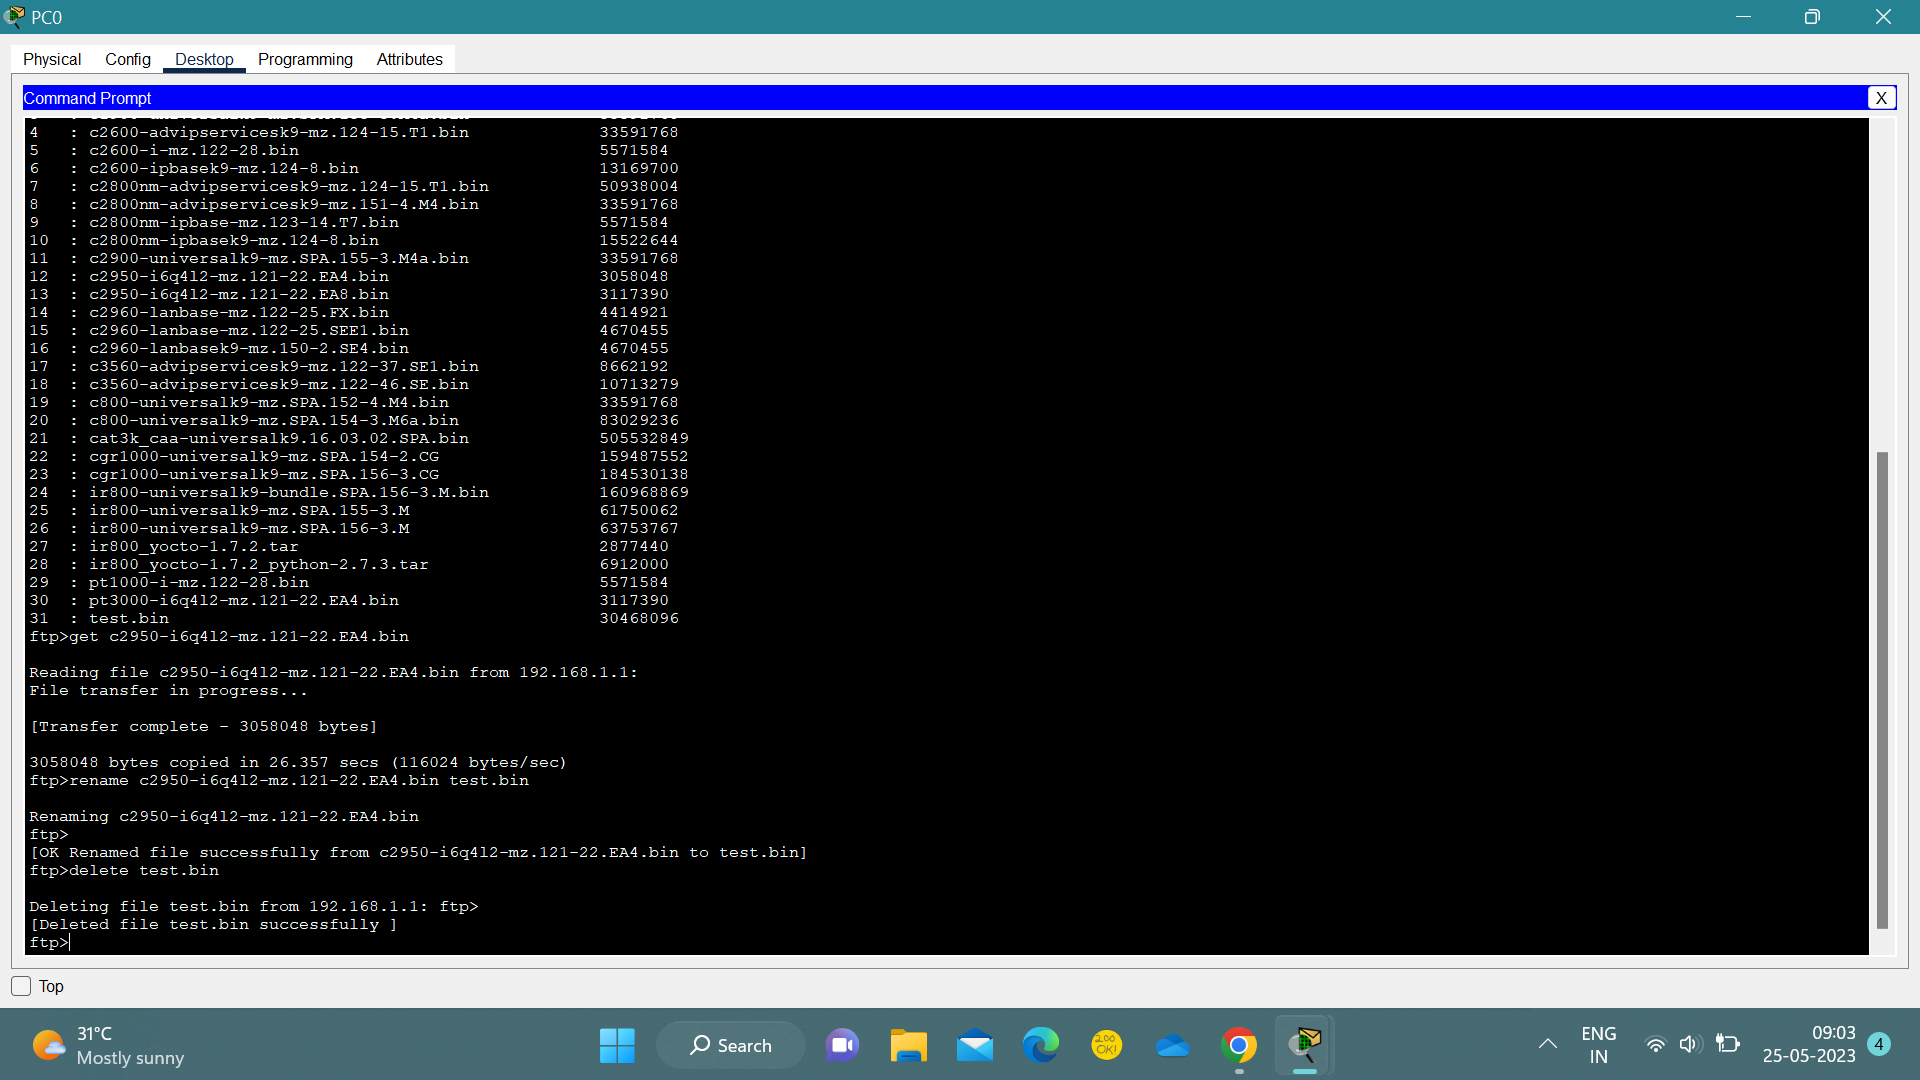 PC0
Physical Config Desktop Programming Attributes
Command Prompt
X
4 : c2600-advipservicesk9-mz.124-15.T1.bin 33591768
5 : c2600-i-mz.122-28.bin 5571584
6 : c2600-ipbasek9-mz.124-8.bin 13169700
7 : c2800nm-advipservicesk9-mz.124-15.T1.bin 50938004
8 : c2800nm-advipservicesk9-mz.151-4.M4.bin 33591768
9 : c2800nm-ipbase-mz.123-14.T7.bin 5571584
10 : c2800nm-ipbasek9-mz.124-8.bin 15522644
11 : c2900-universalk9-mz.SPA.155-3.M4a.bin 33591768
12 : c2950-i6q4l2-mz.121-22.EA4.bin 3058048
13 : c2950-i6q4l2-mz.121-22.EA8.bin 3117390
14 : c2960-lanbase-mz.122-25.FX.bin 4414921
15 : c2960-lanbase-mz.122-25.SEE1.bin 4670455
16 : c2960-lanbasek9-mz.150-2.SE4.bin 4670455
17 : c3560-advipservicesk9-mz.122-37.SE1.bin 8662192
18 : c3560-advipservicesk9-mz.122-46.SE.bin 10713279
19 : c800-universalk9-mz.SPA.152-4.M4.bin 33591768
20 : c800-universalk9-mz.SPA.154-3.M6a.bin 83029236
21 : cat3k_caa-universalk9.16.03.02.SPA.bin 505532849
22 : cgr1000-universalk9-mz.SPA.154-2.CG 159487552
23 : cgr1000-universalk9-mz.SPA.156-3.CG 184530138
24 : ir800-universalk9-bundle.SPA.156-3.M.bin 160968869
25 : ir800-universalk9-mz.SPA.155-3.M 61750062
26 : ir800-universalk9-mz.SPA.156-3.M 63753767
27 : ir800_yocto-1.7.2.tar 2877440
28 : ir800_yocto-1.7.2_python-2.7.3.tar 6912000
29 : pt1000-i-mz.122-28.bin 5571584
30 : pt3000-i6q4l2-mz.121-22.EA4.bin 3117390
31 : test.bin 30468096
ftp>get c2950-i6q4l2-mz.121-22.EA4.bin
Reading file c2950-i6q4l2-mz.121-22.EA4.bin from 192.168.1.1:
File transfer in progress...
[Transfer complete - 3058048 bytes]
3058048 bytes copied in 26.357 secs (116024 bytes/sec)
ftp>rename c2950-i6q4l2-mz.121-22.EA4.bin test.bin
Renaming c2950-i6q4l2-mz.121-22.EA4.bin
ftp>
[OK Renamed file successfully from c2950-i6q4l2-mz.121-22.EA4.bin to test.bin]
ftp>delete test.bin
Deleting file test.bin from 192.168.1.1: ftp>
[Deleted file test.bin successfully ]
ftp>
Top
31°C
Mostly sunny
Search
200
OK!
ENG
IN
09:03
25-05-2023
4